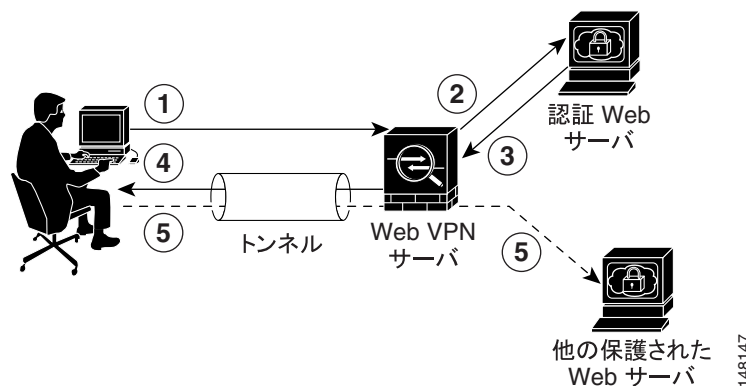 1
2
認証 Web
サーバ
3
4
5
トンネル
Web VPN
サーバ
5
他の保護された
Web サーバ
148147